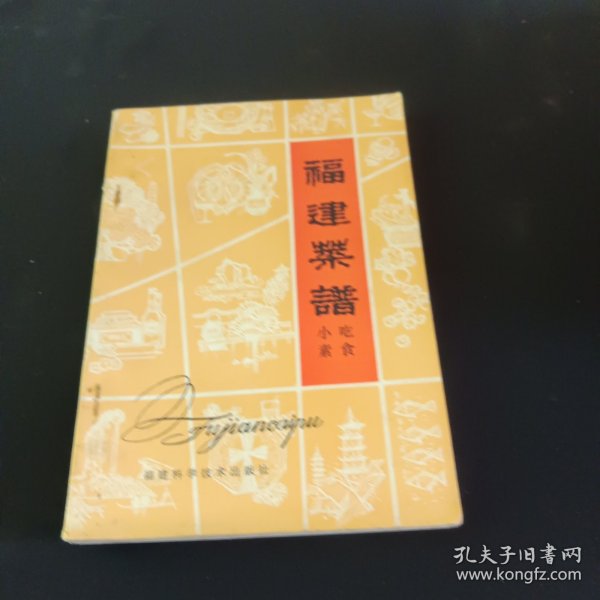 福建菜譜
小吃
素食
Fujiancaipu
福建科学技术出版社
孔夫子旧书网
www.kongfz.com